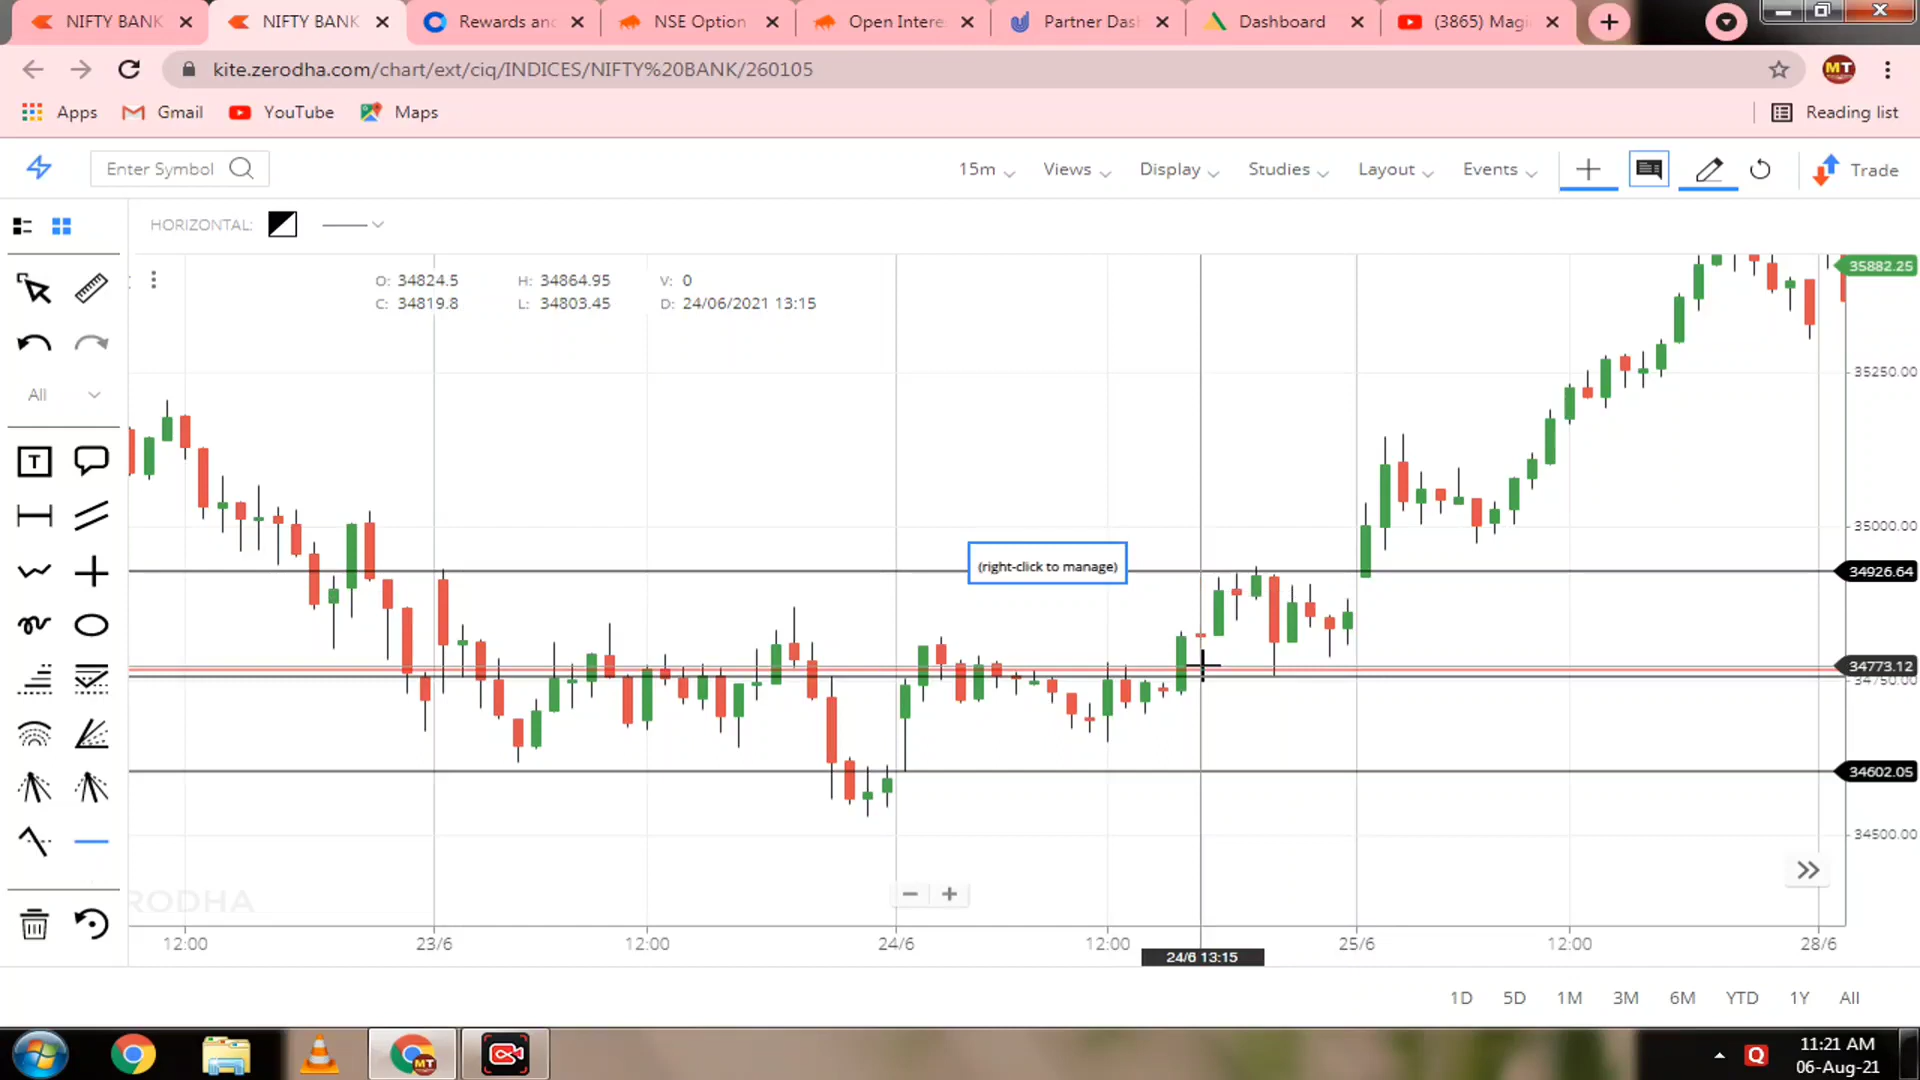 NIFTY BANK
NIFTY BANK
Rewards and
NSE Option
Open Intere
Partner Das
Dashboard
(3865) Magi
kite.zerodha.com/chart/ext/ciq/INDICES/NIFTY%20BANK/260105
MT
Apps
Gmail
YouTube
Maps
Reading list
Enter Symbol
15m
Views
Display
Studies
Layout
Events
Trade
HORIZONTAL:
O: 34824.5
H: 34864.95
V: 0
C: 34819.8
L: 34803.45
D: 24/06/2021 13:15
35882.25
All
35250.00
T
35000.00
(right-click to manage)
34926.64
34773.12
34750.00
34602.05
34500.00
RODHA
12:00
23/6
12:00
24/6
12:00
25/6
12:00
28/6
24/6 13:15
1D
5D
1M
3M
6M
YTD
1Y
All
MT
Q
11:21 AM
06-Aug-21